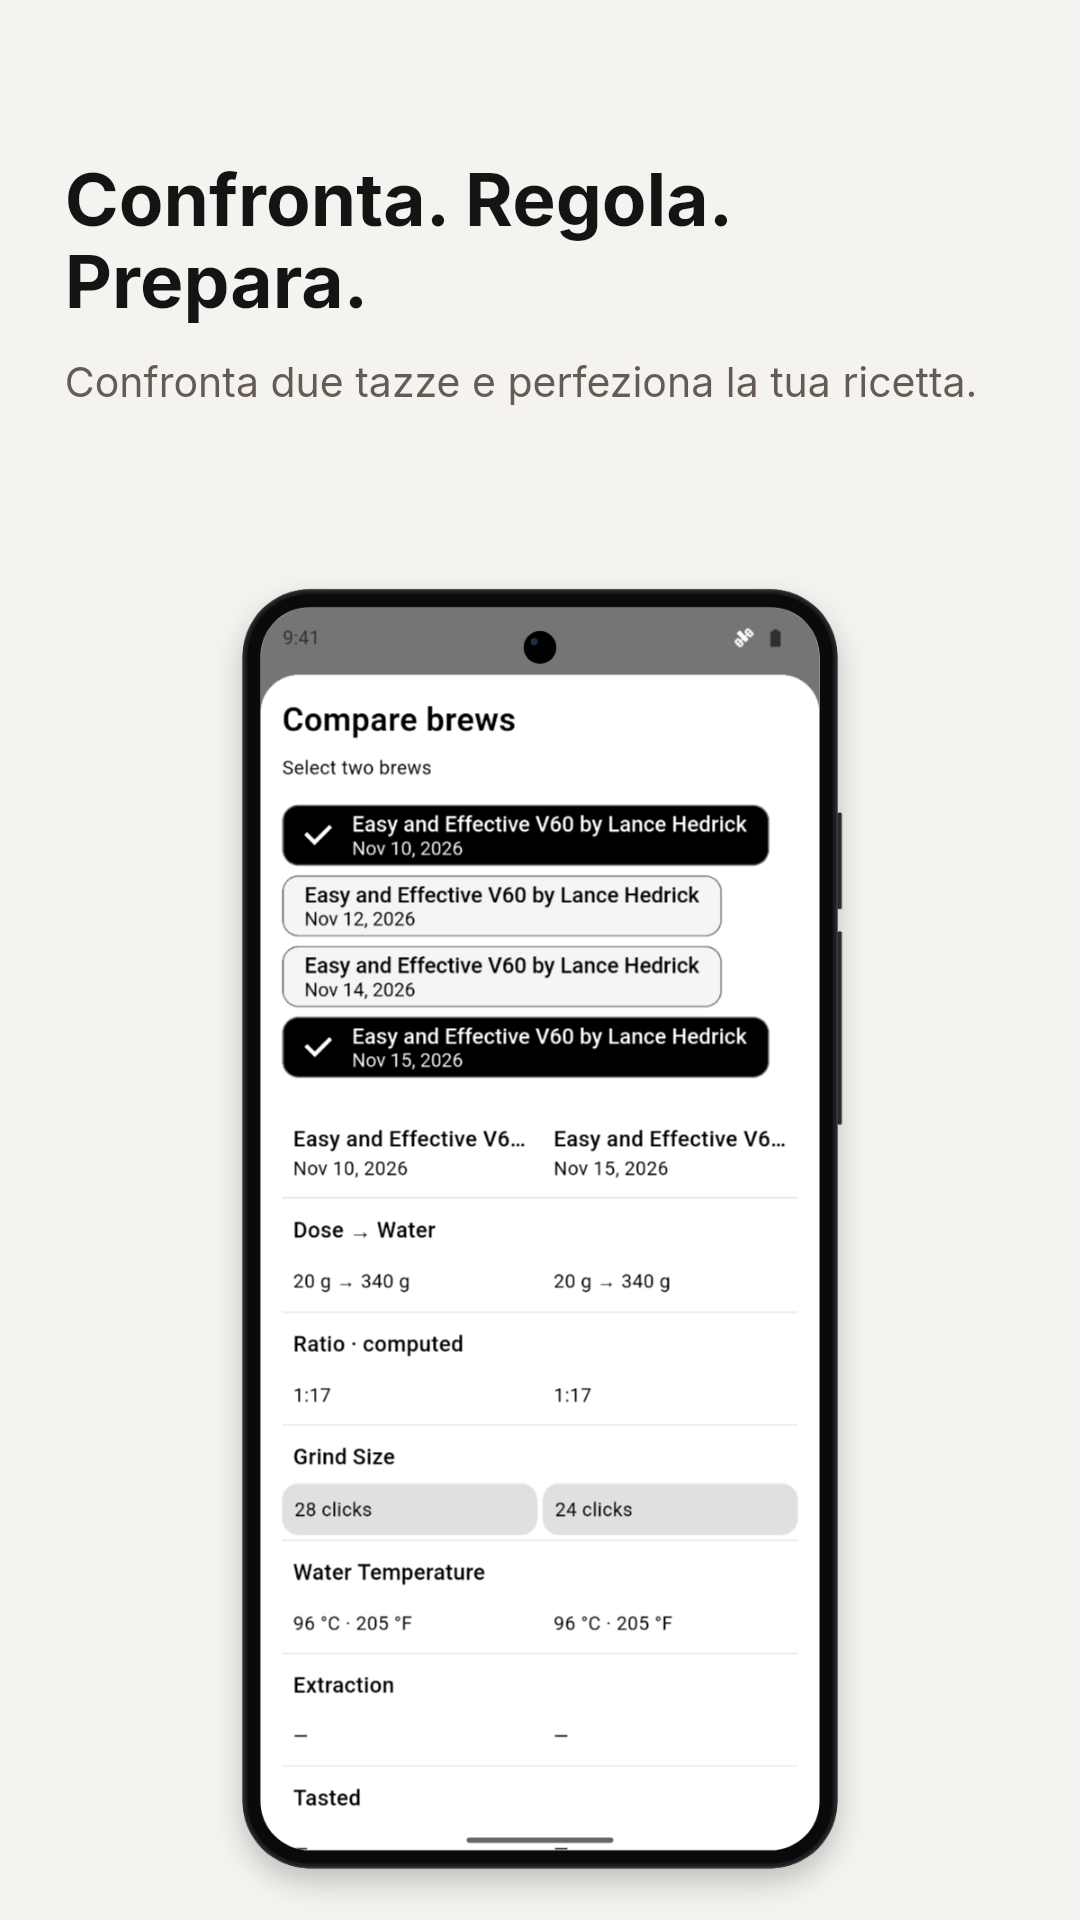 Confronta. Regola.
Prepara.
Confronta due tazze e perfeziona la tua ricetta.
9:41
Compare brews
Select two brews
Easy and Effective V60 by Lance Hedrick
Nov 10, 2026
Easy and Effective V60 by Lance Hedrick
Nov 12, 2026
Easy and Effective V60 by Lance Hedrick
Nov 14, 2026
Easy and Effective V60 by Lance Hedrick
Nov 15, 2026
Easy and Effective V6... Easy and Effective V6...
Nov 10, 2026 Nov 15, 2026
Dose → Water
20 g → 340 g 20 g → 340 g
Ratio · computed
1:17 1:17
Grind Size
28 clicks 24 clicks
Water Temperature
96 °C · 205 °F 96 °C · 205 °F
Extraction
– –
Tasted
– –